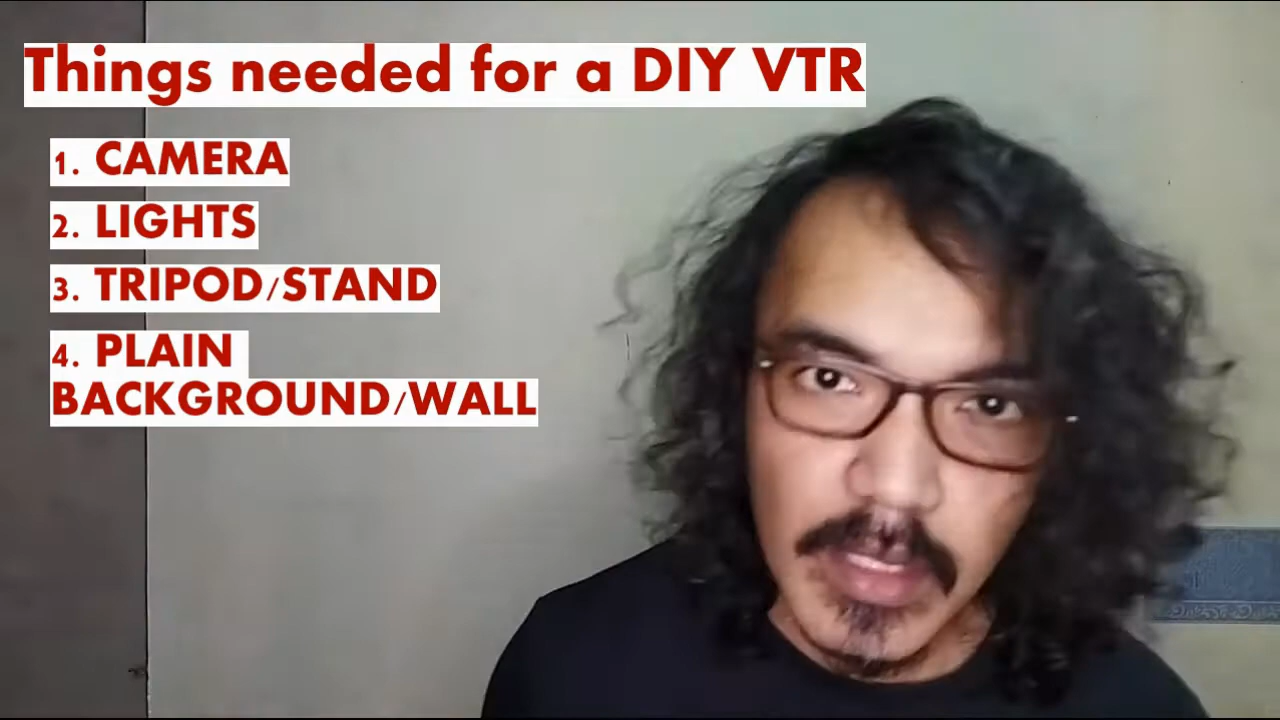 Things needed for a DIY VTR
1. CAMERA
2. LIGHTS
3. TRIPOD/STAND
4. PLAIN
BACKGROUND/WALL